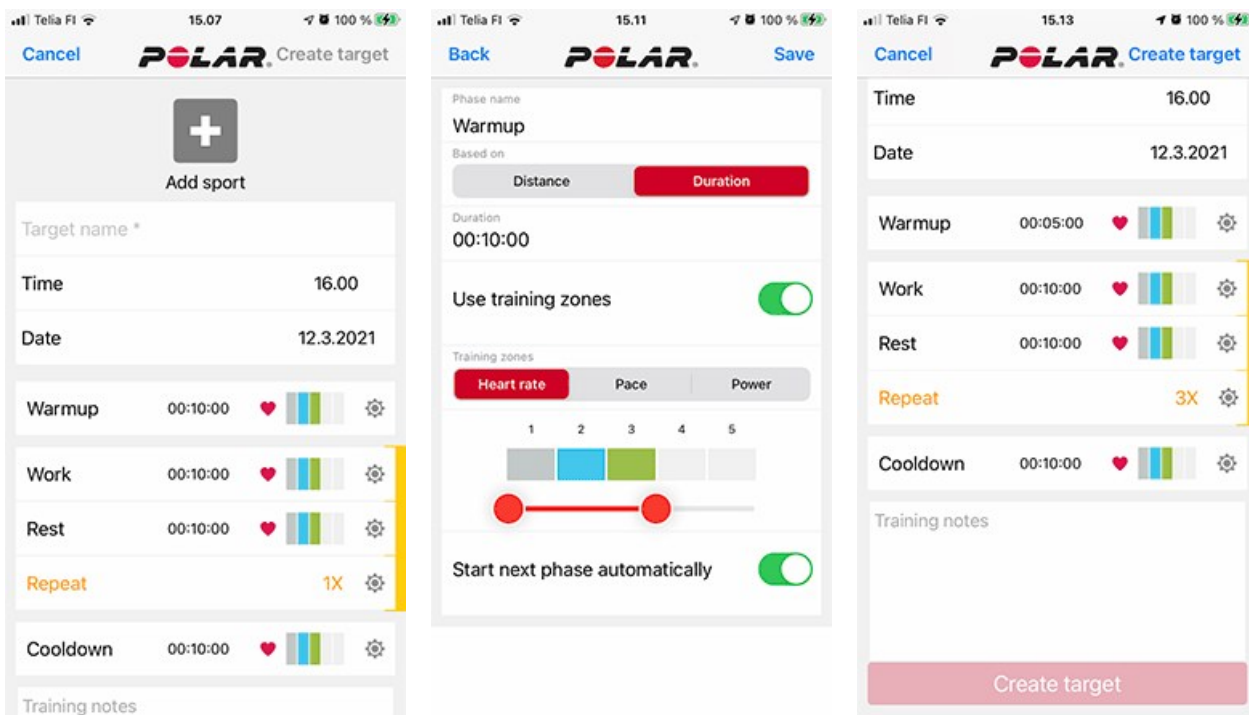 Telia FI 15.07 100 %
Cancel POLAR. Create target
Add sport
Target name *
Time 16.00
Date 12.3.2021
Warmup 00:10:00
Work 00:10:00
Rest 00:10:00
Repeat 1X
Cooldown 00:10:00
Training notes
Telia FI 15.11 100 %
Back POLAR. Save
Phase name
Warmup
Based on
Distance Duration
Duration
00:10:00
Use training zones
Training zones
Heart rate Pace Power
1 2 3 4 5
Start next phase automatically
Telia FI 15.13 100 %
Cancel POLAR. Create target
Time 16.00
Date 12.3.2021
Warmup 00:05:00
Work 00:10:00
Rest 00:10:00
Repeat 3X
Cooldown 00:10:00
Training notes
Create target